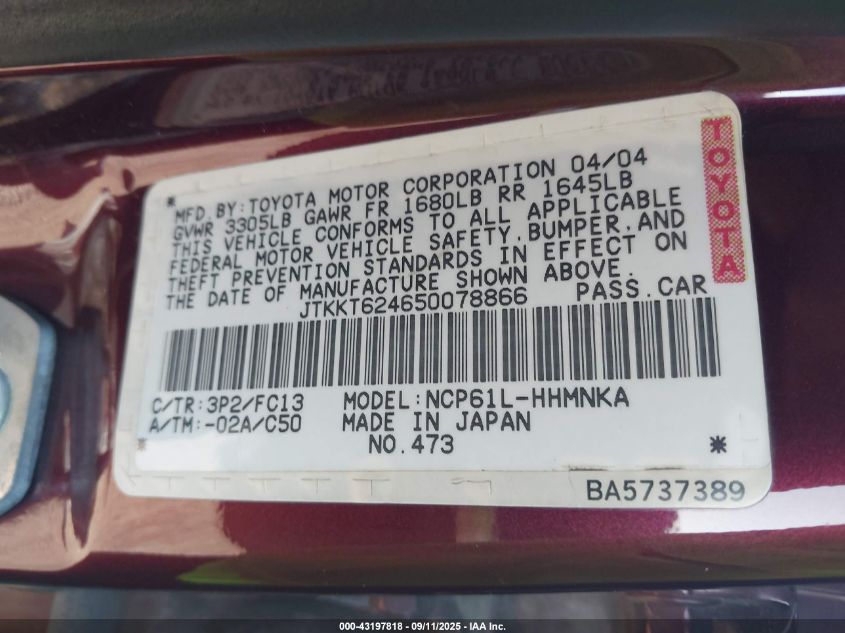 MFD.BY:TOYOTA MOTOR CORPORATION 04/04
GVWR 3305LB GAWR FR 1680LB RR 1645LB
THIS VEHICLE CONFORMS TO ALL APPLICABLE
FEDERAL MOTOR VEHICLE SAFETY,BUMPER,AND
THEFT PREVENTION STANDARDS IN EFFECT ON
THE DATE OF MANUFACTURE SHOWN ABOVE.
JTKKT624650078866 PASS.CAR
C/TR:3P2/FC13 MODEL:NCP61L-HHMNKA
A/TM:-02A/C50 MADE IN JAPAN
NO.473
BA5737389
TOYOTA
000-43197818 - 09/11/2025 - IAA Inc.